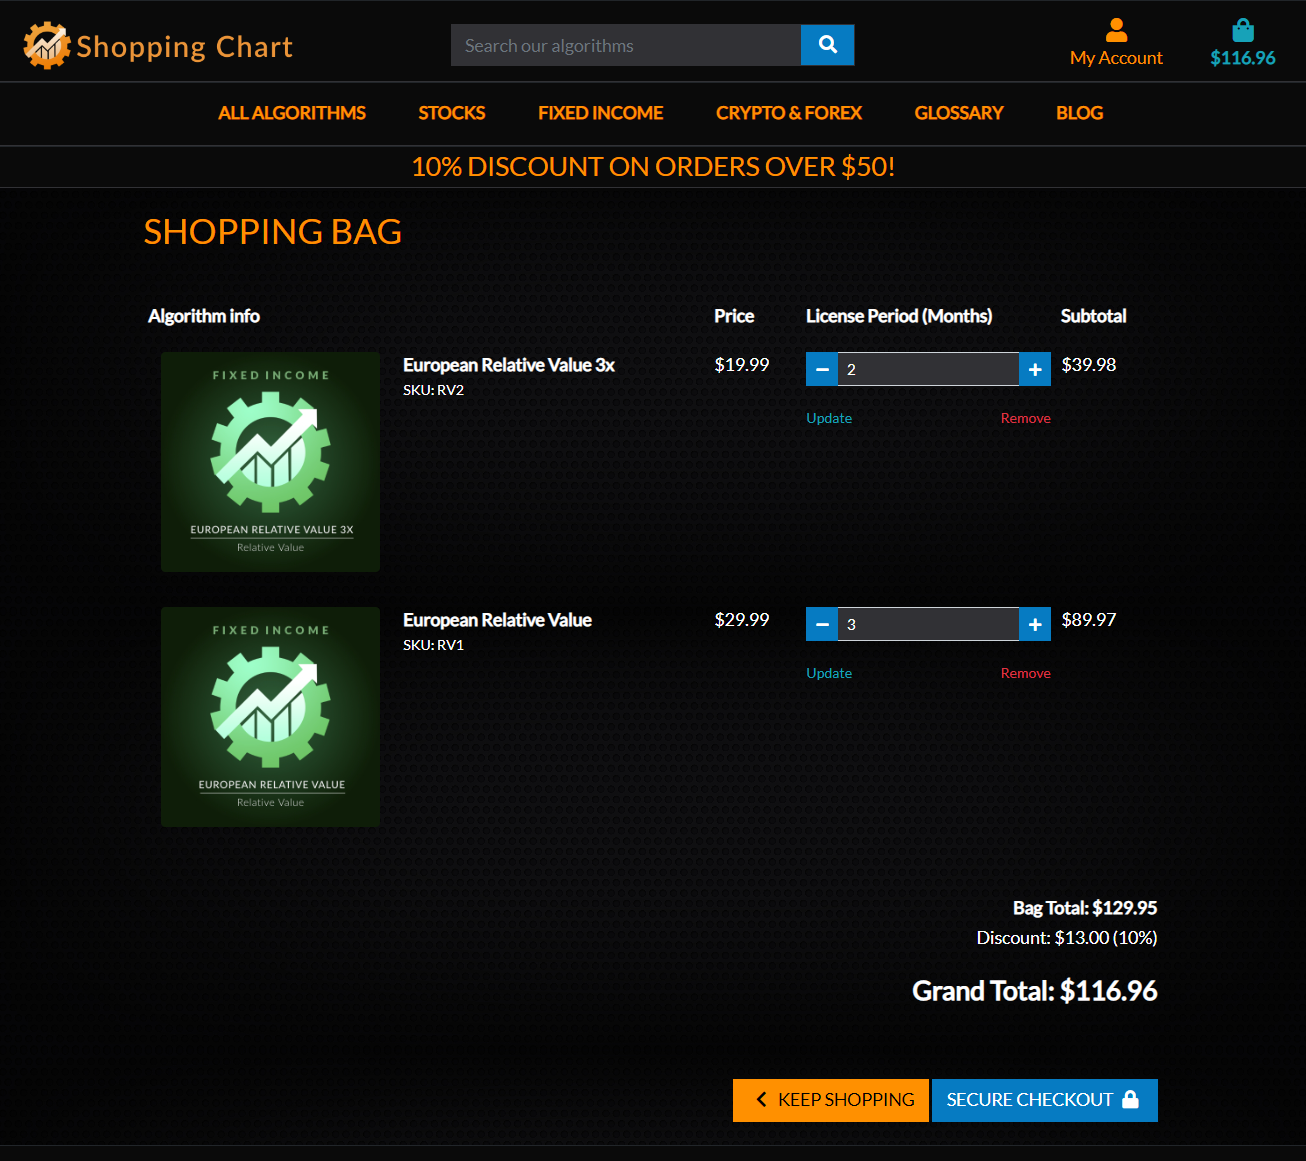 Shopping Chart
Search our algorithms
My Account
$116.96
ALL ALGORITHMS STOCKS FIXED INCOME CRYPTO & FOREX GLOSSARY BLOG
10% DISCOUNT ON ORDERS OVER $50!
SHOPPING BAG
Algorithm info Price License Period (Months) Subtotal
FIXED INCOME
EUROPEAN RELATIVE VALUE 3X
Relative Value
European Relative Value 3x $19.99 2 $39.98
SKU: RV2
Update Remove
FIXED INCOME
EUROPEAN RELATIVE VALUE
Relative Value
European Relative Value $29.99 3 $89.97
SKU: RV1
Update Remove
Bag Total: $129.95
Discount: $13.00 (10%)
Grand Total: $116.96
KEEP SHOPPING SECURE CHECKOUT